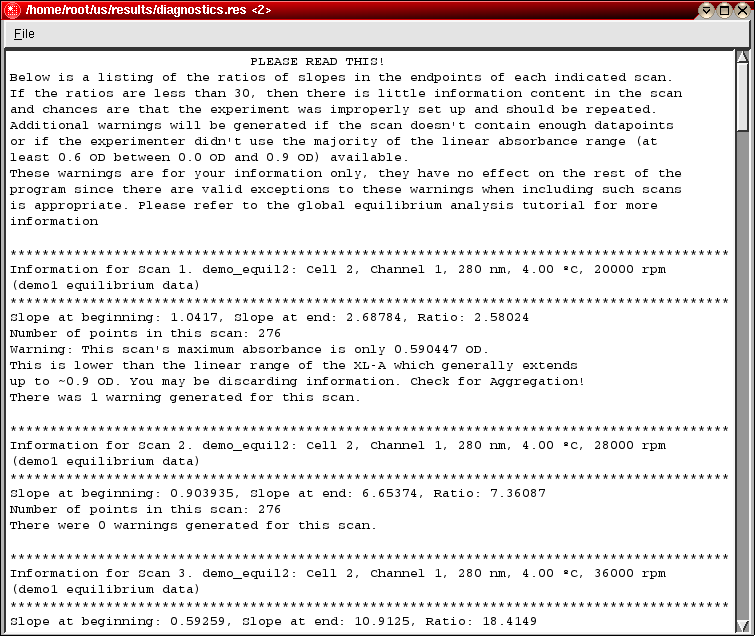 /home/root/us/results/diagnostics.res <2>
File
PLEASE READ THIS!
Below is a listing of the ratios of slopes in the endpoints of each indicated scan.
If the ratios are less than 30, then there is little information content in the scan
and chances are that the experiment was improperly set up and should be repeated.
Additional warnings will be generated if the scan doesn't contain enough datapoints
or if the experimenter didn't use the majority of the linear absorbance range (at
least 0.6 OD between 0.0 OD and 0.9 OD) available.
These warnings are for your information only, they have no effect on the rest of the
program since there are valid exceptions to these warnings when including such scans
is appropriate. Please refer to the global equilibrium analysis tutorial for more
information
******************************************************************************************
Information for Scan 1. demo_equil2: Cell 2, Channel 1, 280 nm, 4.00 ºC, 20000 rpm
(demo1 equilibrium data)
******************************************************************************************
Slope at beginning: 1.0417, Slope at end: 2.68784, Ratio: 2.58024
Number of points in this scan: 276
Warning: This scan's maximum absorbance is only 0.590447 OD.
This is lower than the linear range of the XL-A which generally extends
up to ~0.9 OD. You may be discarding information. Check for Aggregation!
There was 1 warning generated for this scan.
******************************************************************************************
Information for Scan 2. demo_equil2: Cell 2, Channel 1, 280 nm, 4.00 ºC, 28000 rpm
(demo1 equilibrium data)
******************************************************************************************
Slope at beginning: 0.903935, Slope at end: 6.65374, Ratio: 7.36087
Number of points in this scan: 276
There were 0 warnings generated for this scan.
******************************************************************************************
Information for Scan 3. demo_equil2: Cell 2, Channel 1, 280 nm, 4.00 ºC, 36000 rpm
(demo1 equilibrium data)
******************************************************************************************
Slope at beginning: 0.59259, Slope at end: 10.9125, Ratio: 18.4149